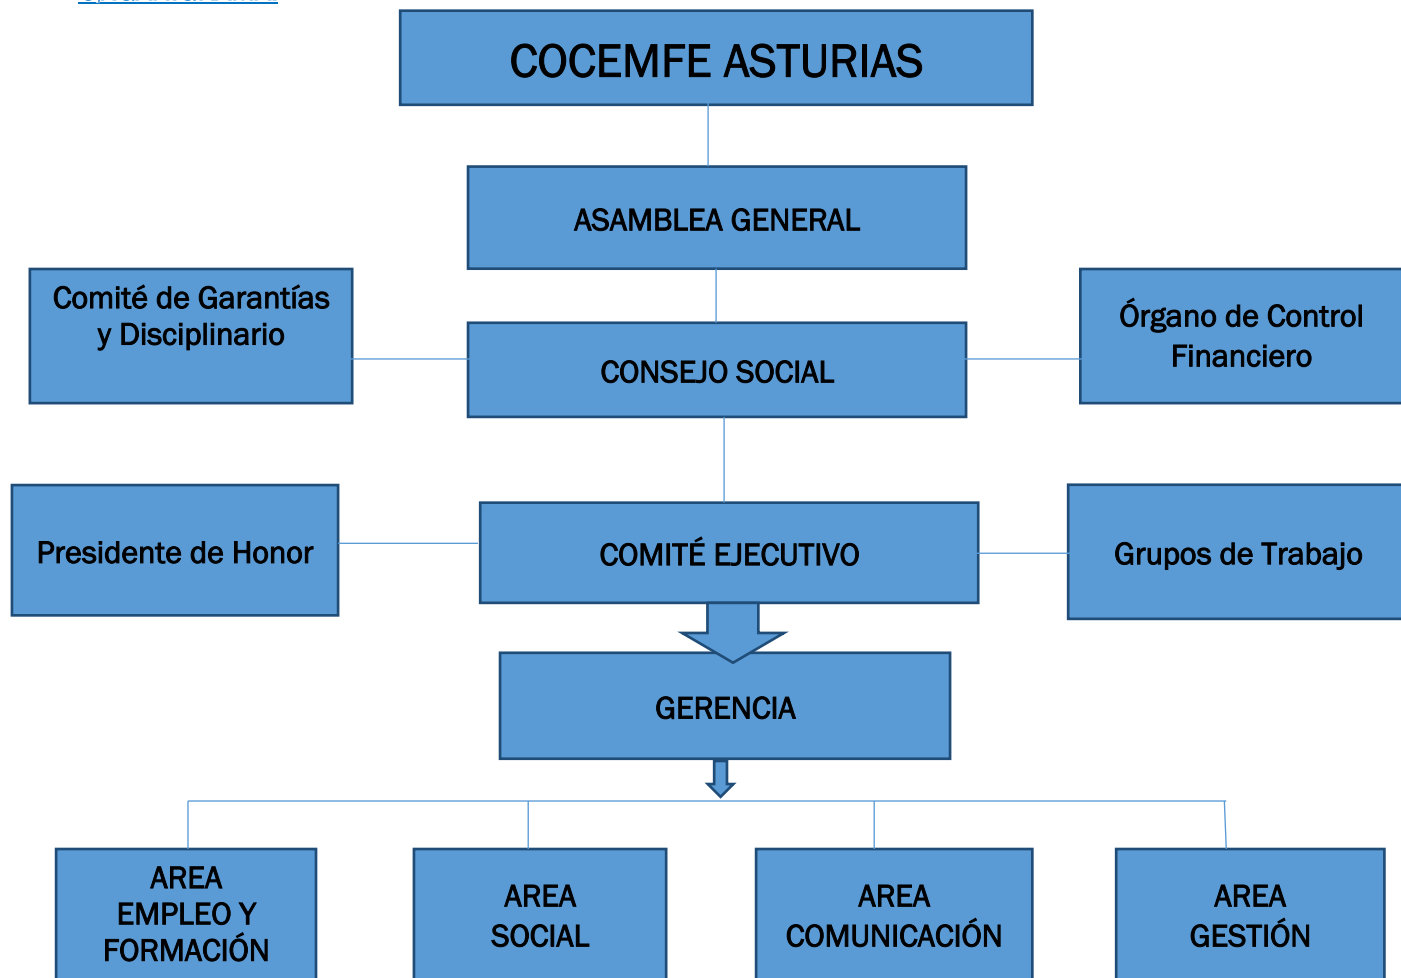 COCEMFE ASTURIAS
ASAMBLEA GENERAL
Comité de Garantías
y Disciplinario
CONSEJO SOCIAL
Órgano de Control
Financiero
Presidente de Honor
COMITÉ EJECUTIVO
Grupos de Trabajo
GERENCIA
AREA
EMPLEO Y
FORMACIÓN
AREA
SOCIAL
AREA
COMUNICACIÓN
AREA
GESTIÓN